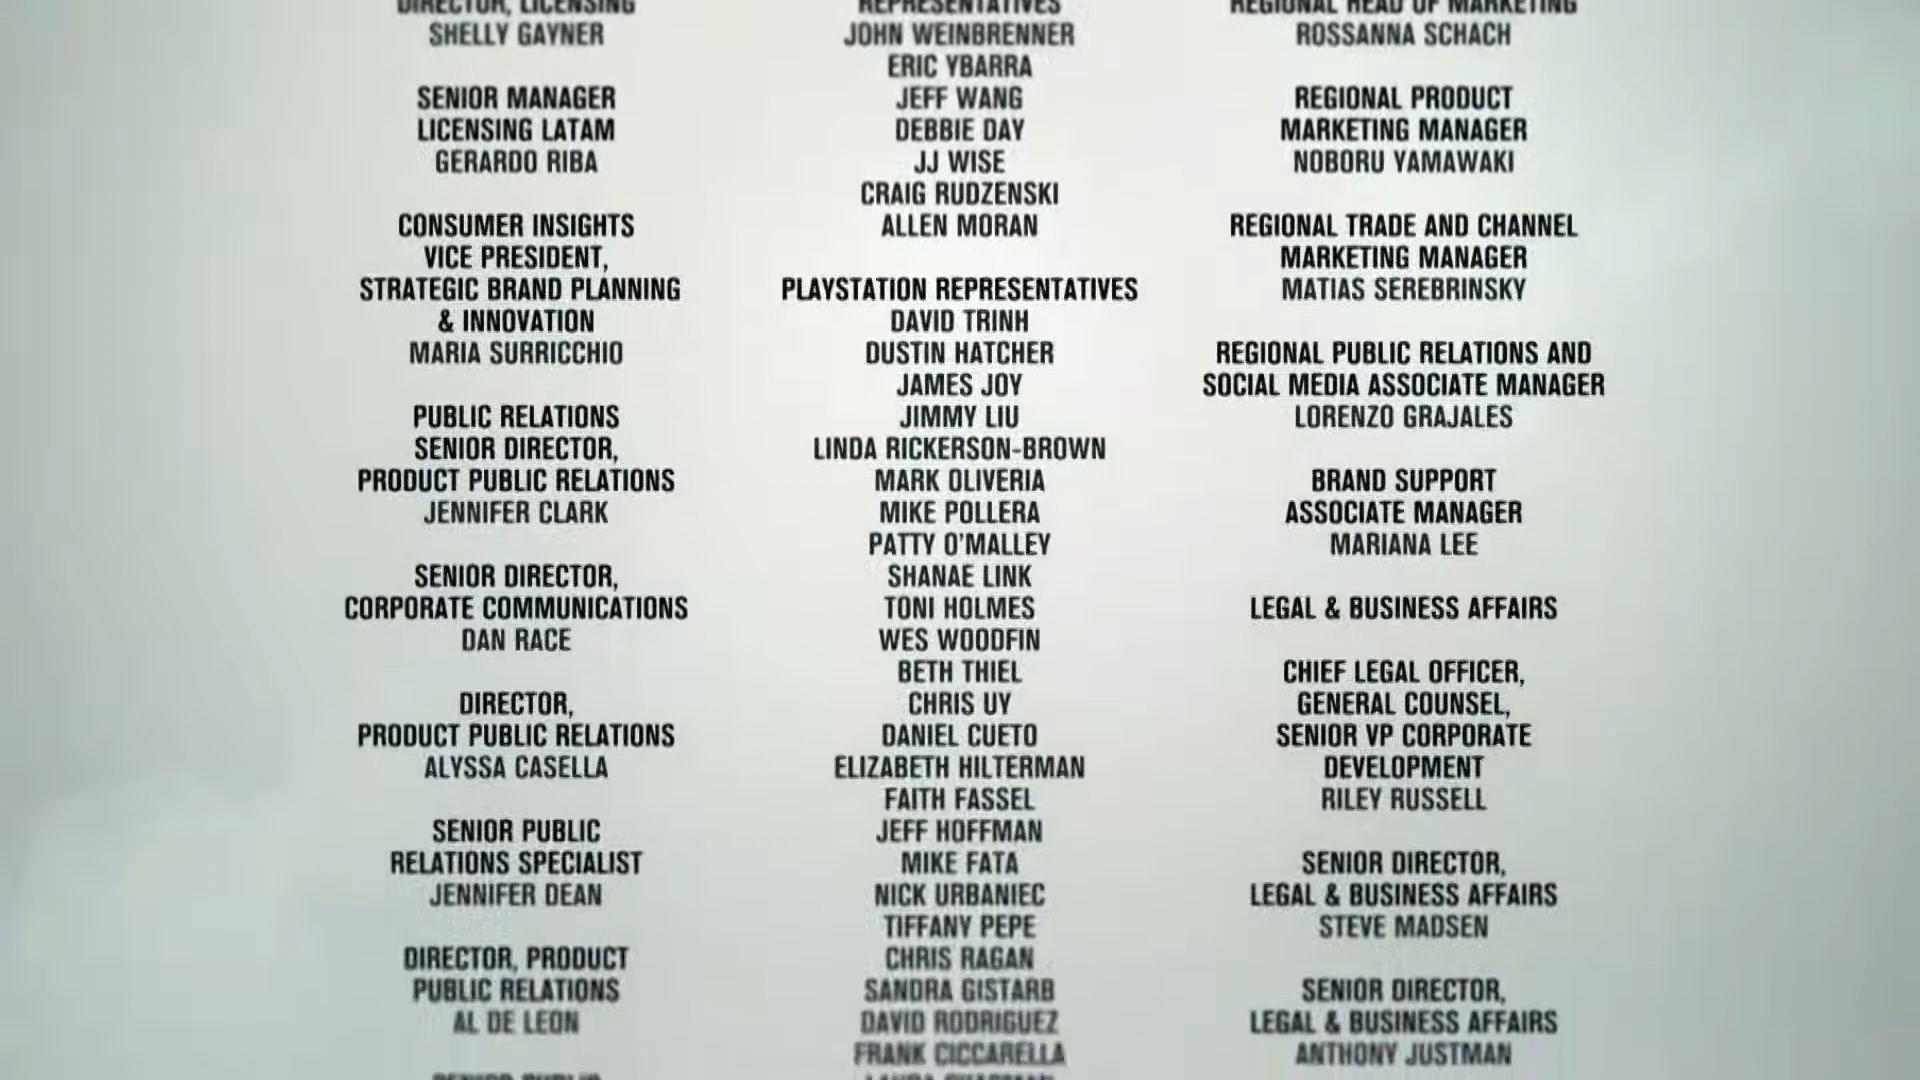 DIRECTOR, LICENSING
SHELLY GAYNER
SENIOR MANAGER
LICENSING LATAM
GERARDO RIBA
CONSUMER INSIGHTS
VICE PRESIDENT,
STRATEGIC BRAND PLANNING
& INNOVATION
MARIA SURRICCHIO
PUBLIC RELATIONS
SENIOR DIRECTOR,
PRODUCT PUBLIC RELATIONS
JENNIFER CLARK
SENIOR DIRECTOR,
CORPORATE COMMUNICATIONS
DAN RACE
DIRECTOR,
PRODUCT PUBLIC RELATIONS
ALYSSA CASELLA
SENIOR PUBLIC
RELATIONS SPECIALIST
JENNIFER DEAN
DIRECTOR, PRODUCT
PUBLIC RELATIONS
AL DE LEON
SENIOR PUBLIC
REPRESENTATIVES
JOHN WEINBRENNER
ERIC YBARRA
JEFF WANG
DEBBIE DAY
JJ WISE
CRAIG RUDZENSKI
ALLEN MORAN
PLAYSTATION REPRESENTATIVES
DAVID TRINH
DUSTIN HATCHER
JAMES JOY
JIMMY LIU
LINDA RICKERSON-BROWN
MARK OLIVERIA
MIKE POLLERA
PATTY O'MALLEY
SHANAE LINK
TONI HOLMES
WES WOODFIN
BETH THIEL
CHRIS UY
DANIEL CUETO
ELIZABETH HILTERMAN
FAITH FASSEL
JEFF HOFFMAN
MIKE FATA
NICK URBANIEC
TIFFANY PEPE
CHRIS RAGAN
SANDRA GISTARB
DAVID RODRIGUEZ
FRANK CICCARELLA
REGIONAL HEAD OF MARKETING
ROSSANNA SCHACH
REGIONAL PRODUCT
MARKETING MANAGER
NOBORU YAMAWAKI
REGIONAL TRADE AND CHANNEL
MARKETING MANAGER
MATIAS SEREBRINSKY
REGIONAL PUBLIC RELATIONS AND
SOCIAL MEDIA ASSOCIATE MANAGER
LORENZO GRAJALES
BRAND SUPPORT
ASSOCIATE MANAGER
MARIANA LEE
LEGAL & BUSINESS AFFAIRS
CHIEF LEGAL OFFICER,
GENERAL COUNSEL,
SENIOR VP CORPORATE
DEVELOPMENT
RILEY RUSSELL
SENIOR DIRECTOR,
LEGAL & BUSINESS AFFAIRS
STEVE MADSEN
SENIOR DIRECTOR,
LEGAL & BUSINESS AFFAIRS
ANTHONY JUSTMAN